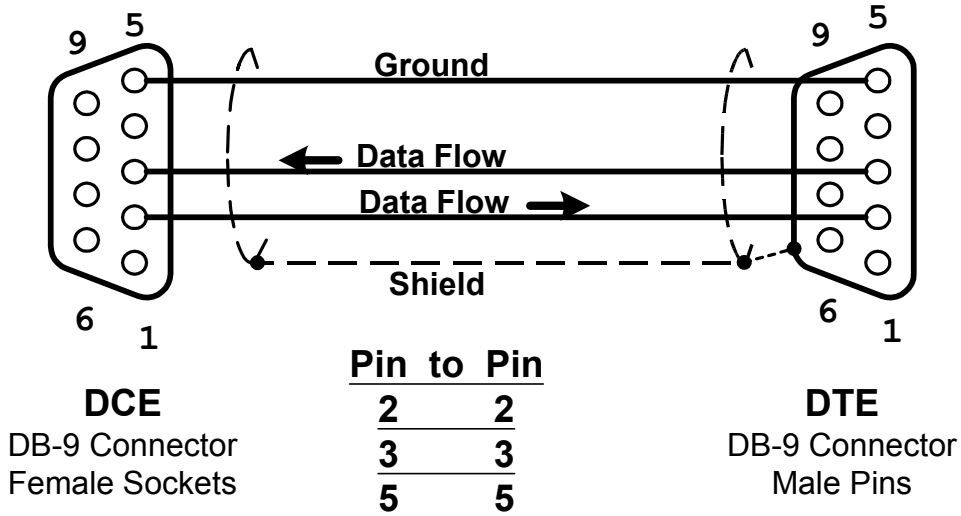 5
9
5
9
Ground
Data Flow
Data Flow
Shield
6
1
6
1
Pin to Pin
2 2
3 3
5 5
DCE
DB-9 Connector
Female Sockets
DTE
DB-9 Connector
Male Pins